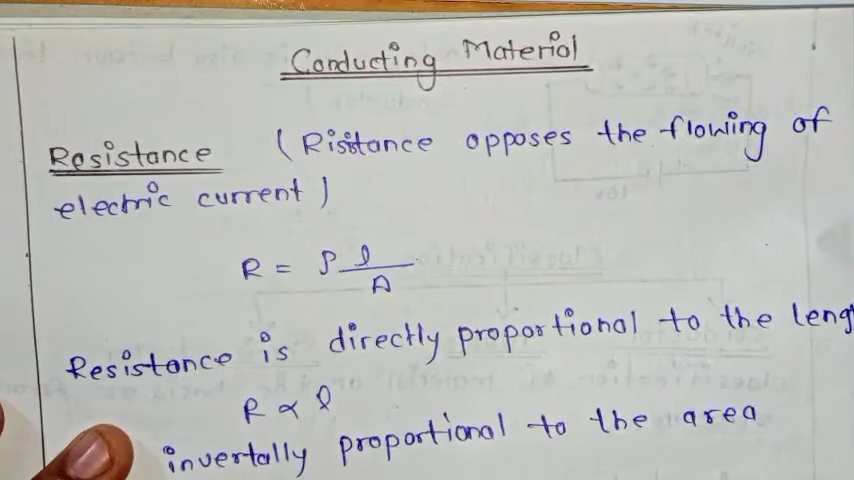 Conducting Material
Resistance (Risistance opposes the flowing of
electric current)
R = ρ l / A
Resistance is directly proportional to the leng
R ∝ l
invertally proportional to the area